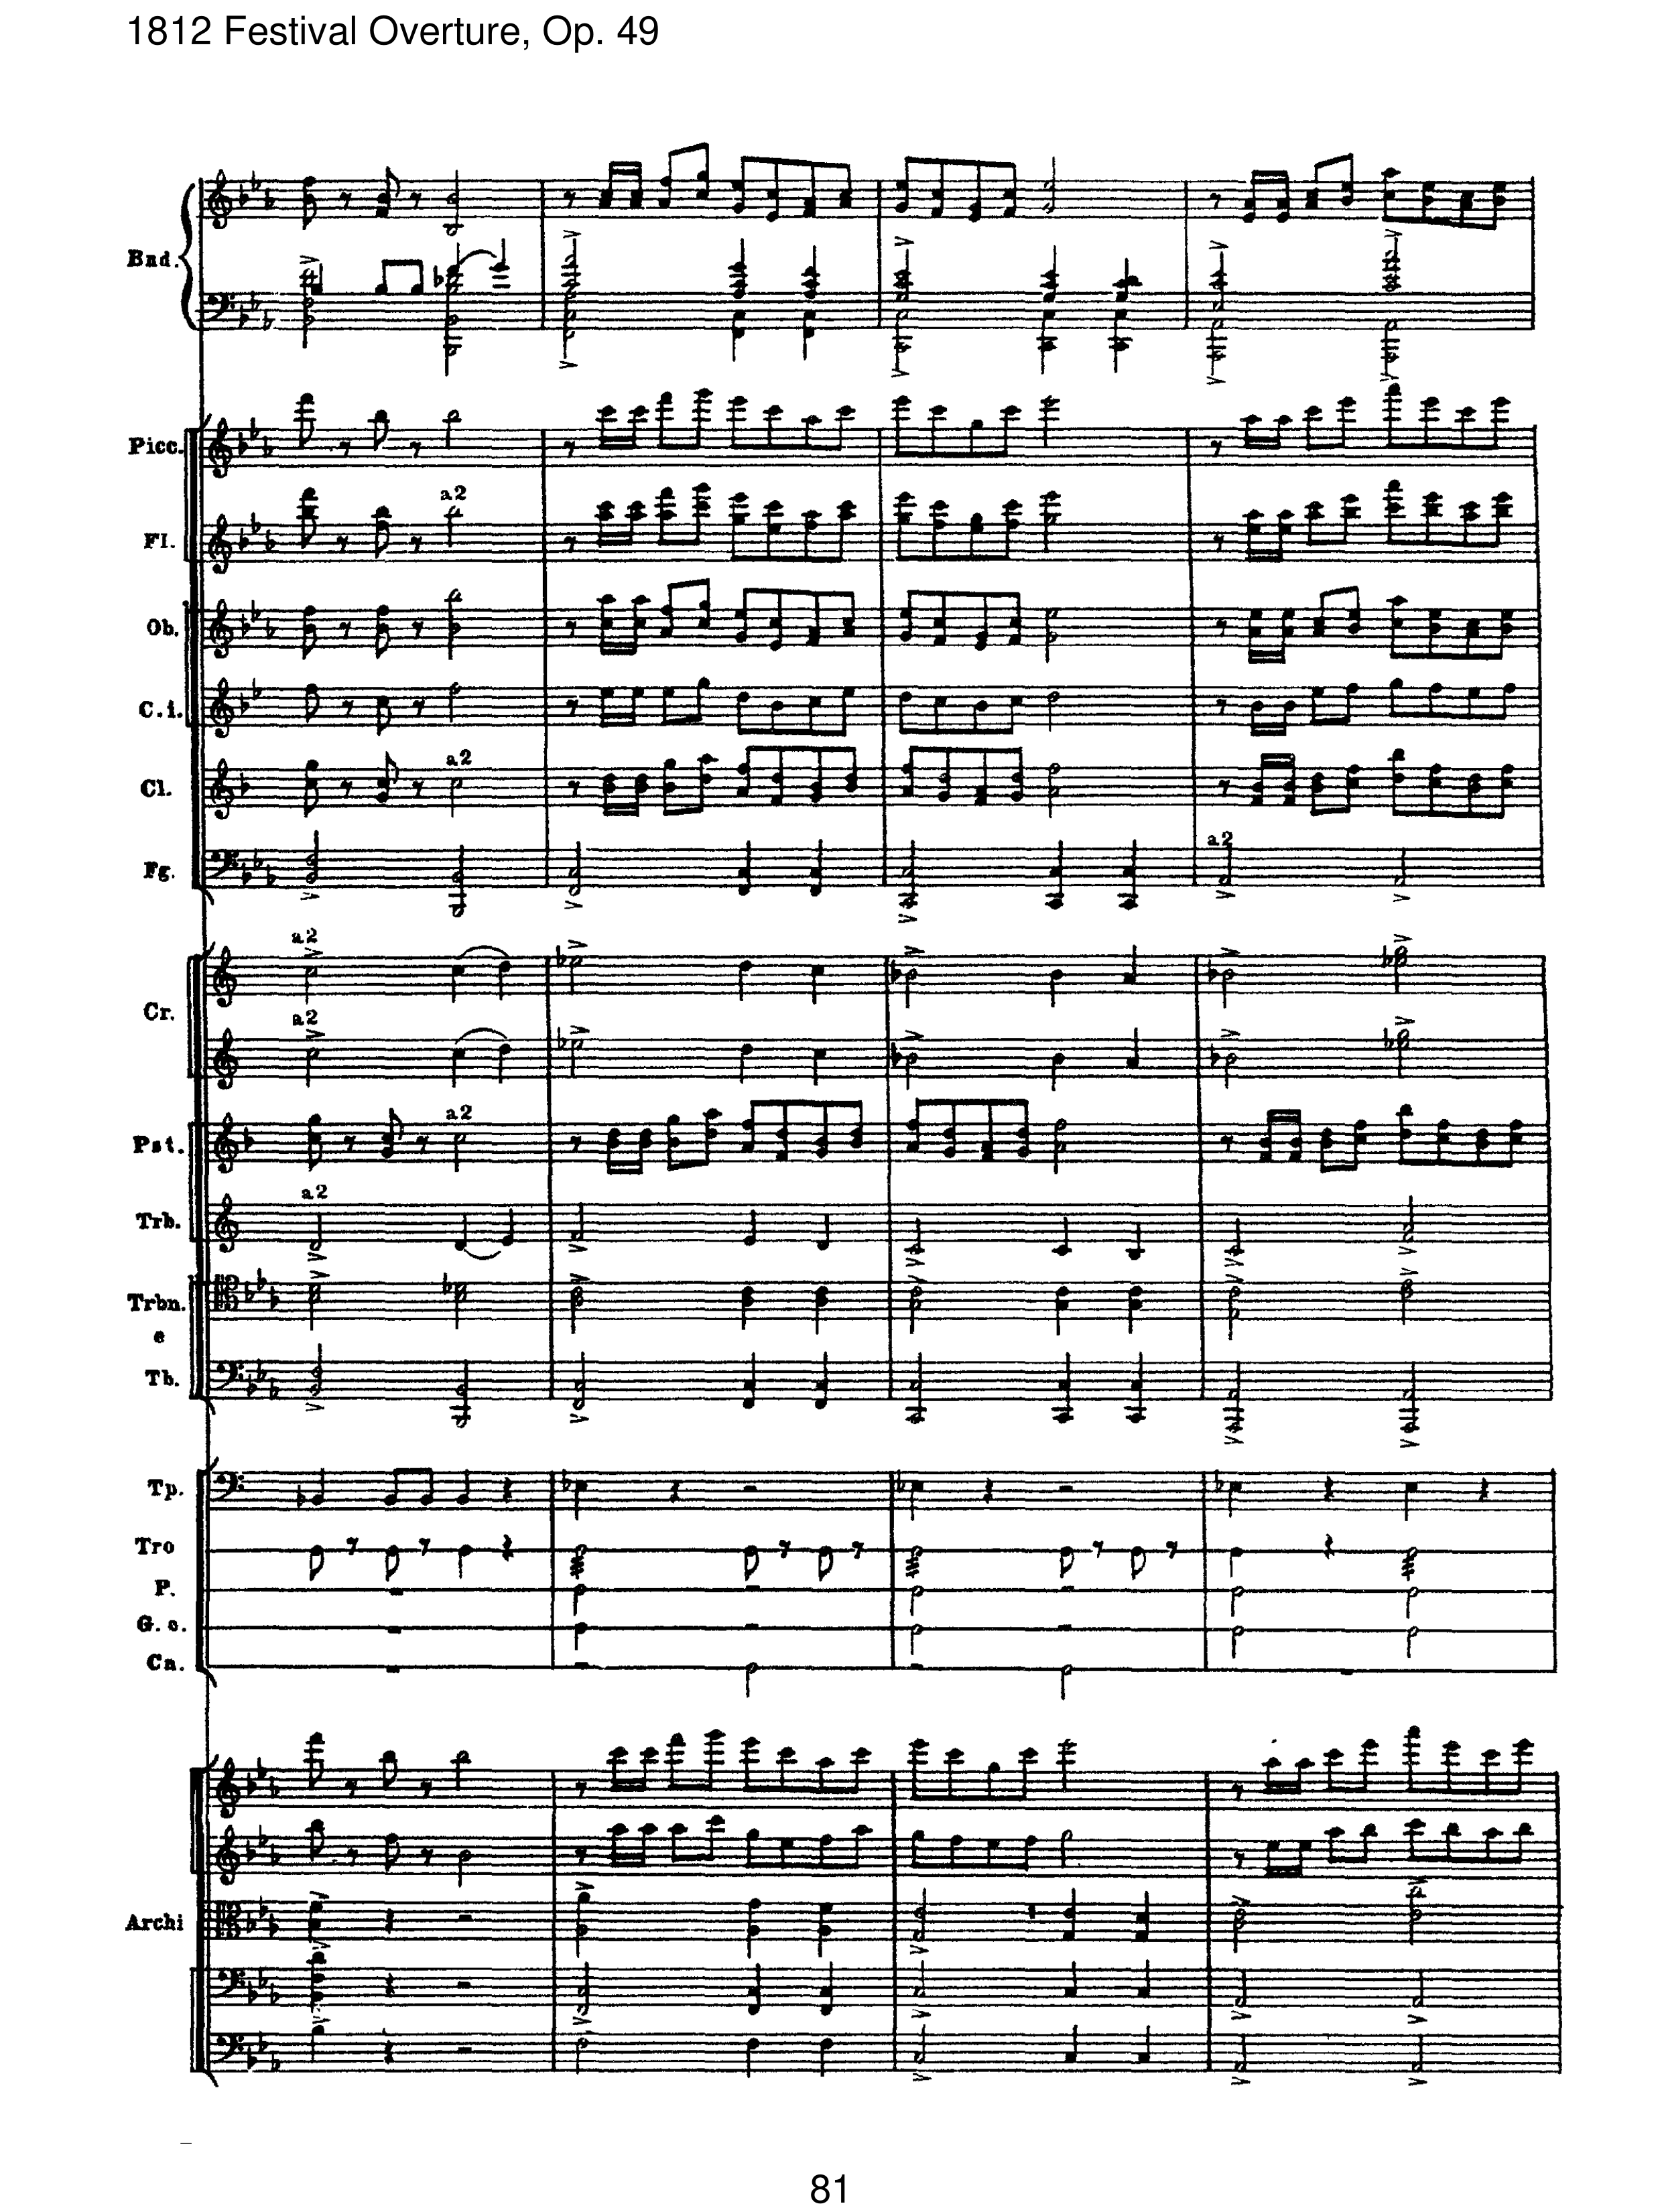 1812 Festival Overture, Op. 49
Bnd.
Picc.
a2
Fl.
Ob.
C.i.
a2
Cl.
a2
Fg.
a2
Cr.
a2
a2
Pst.
a2
Trb.
Trbn.
e
Tb.
Tp.
Tro
P.
G.c.
Cn.
Archi
81